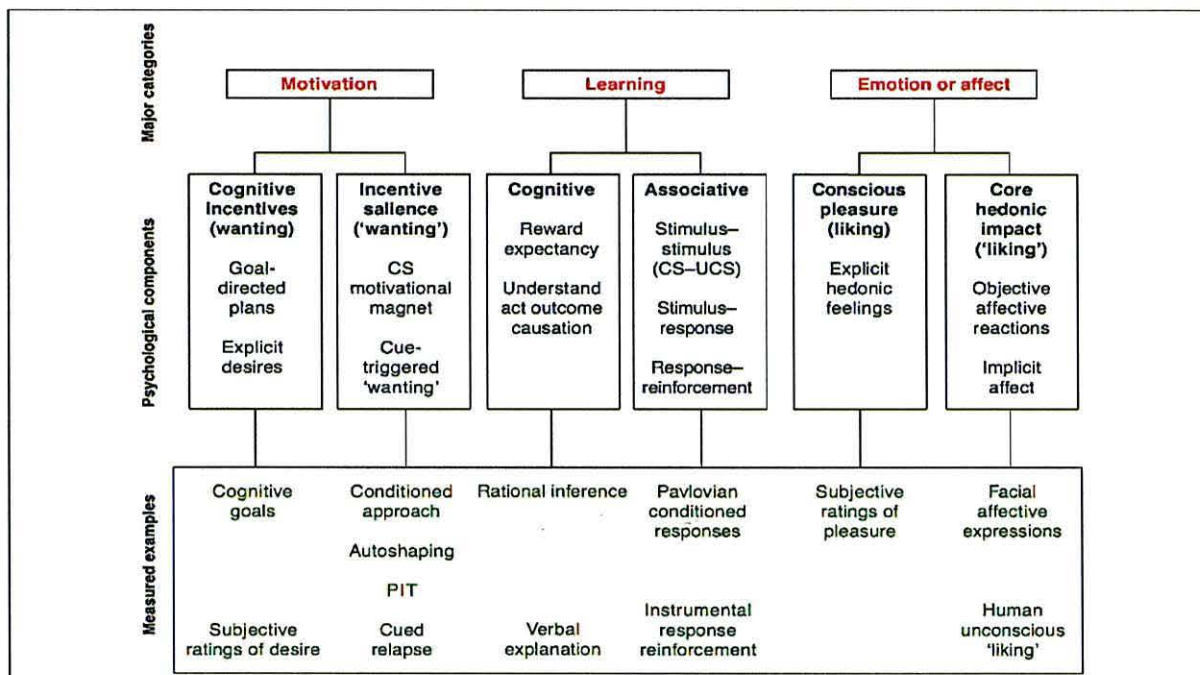 Major categories
Motivation
Learning
Emotion or affect
Psychological components
Cognitive
Incentives
(wanting)
Goal-
directed
plans
Explicit
desires
Incentive
salience
('wanting')
CS
motivational
magnet
Cue-
triggered
'wanting'
Cognitive
Reward
expectancy
Understand
act outcome
causation
Associative
Stimulus–
stimulus
(CS–UCS)
Stimulus–
response
Response–
reinforcement
Conscious
pleasure
(liking)
Explicit
hedonic
feelings
Core
hedonic
impact
('liking')
Objective
affective
reactions
Implicit
affect
Measured examples
Cognitive
goals
Subjective
ratings of desire
Conditioned
approach
Autoshaping
PIT
Cued
relapse
Rational inference
Verbal
explanation
Pavlovian
conditioned
responses
Instrumental
response
reinforcement
Subjective
ratings of
pleasure
Facial
affective
expressions
Human
unconscious
'liking'